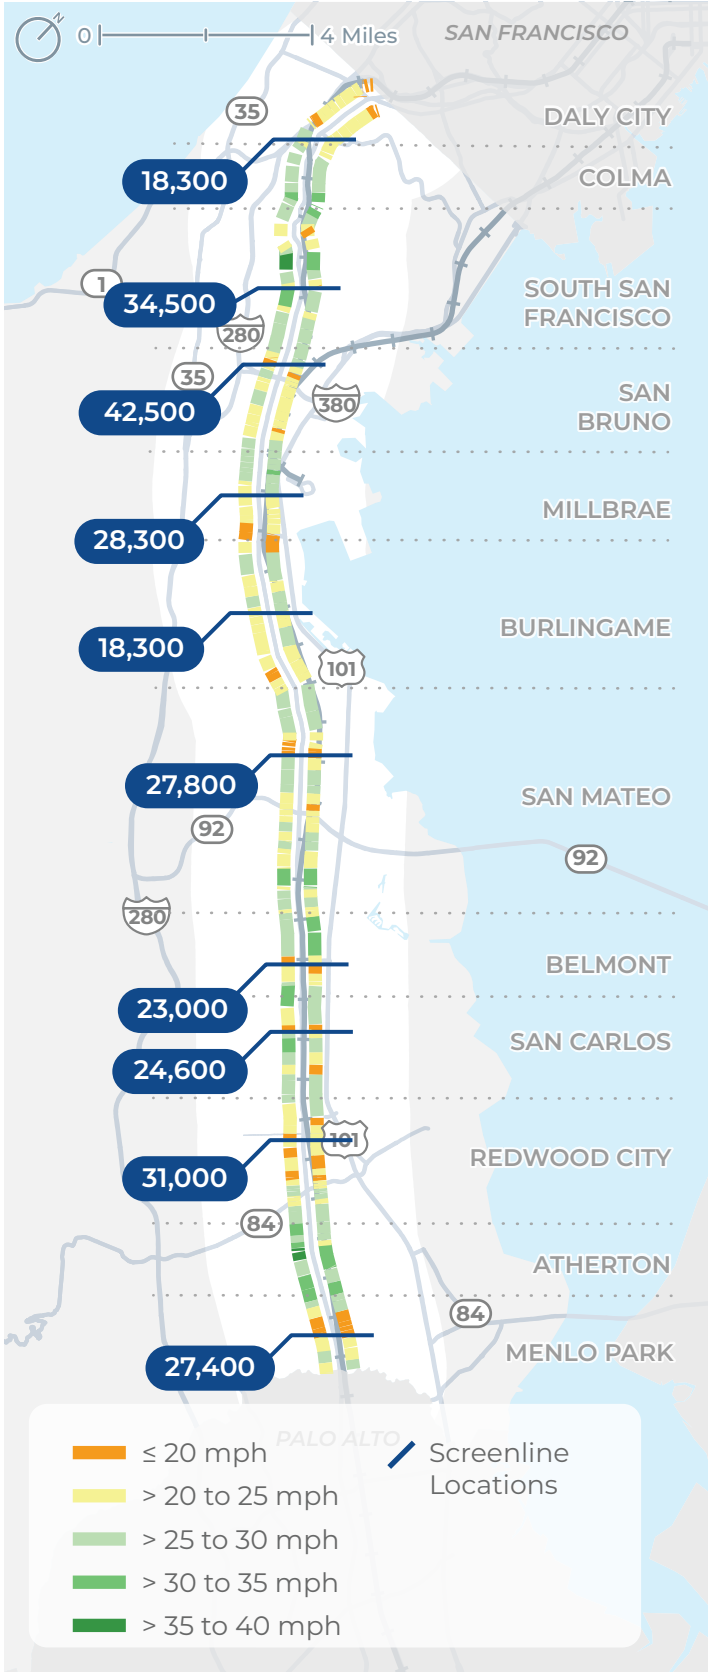 N
0
4 Miles
SAN FRANCISCO
35
DALY CITY
18,300
COLMA
1
34,500
SOUTH SAN
FRANCISCO
280
35
42,500
380
SAN
BRUNO
28,300
MILLBRAE
18,300
BURLINGAME
101
27,800
SAN MATEO
92
92
280
BELMONT
23,000
SAN CARLOS
24,600
101
REDWOOD CITY
31,000
84
ATHERTON
84
MENLO PARK
27,400
PALO ALTO
≤ 20 mph
> 20 to 25 mph
> 25 to 30 mph
> 30 to 35 mph
> 35 to 40 mph
Screenline
Locations